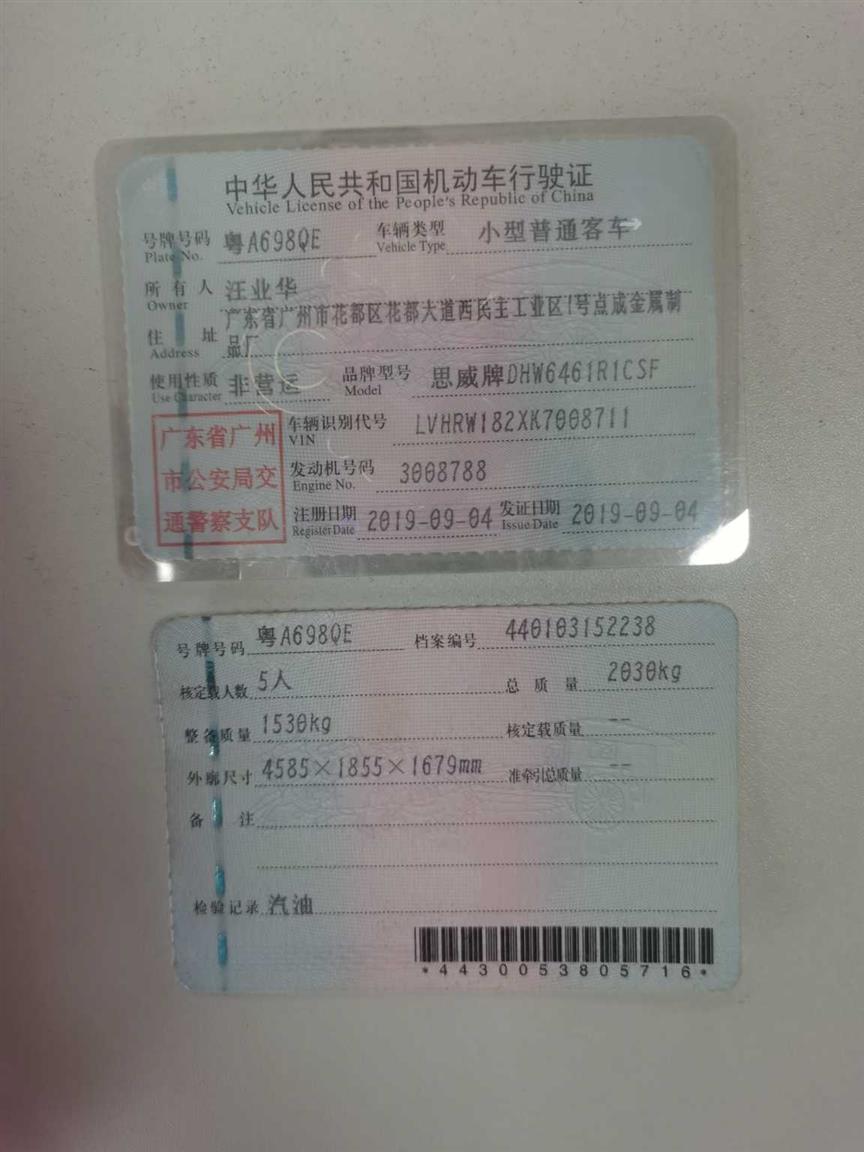 中华人民共和国机动车行驶证
Vehicle License of the People's Republic of China
号牌号码 粤A698QE 车辆类型 小型普通客车
Plate No. Vehicle Type
所有人 汪业华
Owner
住址 广东省广州市花都区花都大道西民主工业区1号点成金属制
Address 品厂
使用性质 非营运 品牌型号 思威牌DHW6461R1CSF
Use Character Model
广东省广州
市公安局交
通警察支队
车辆识别代号 LVHRW182XK7008711
VIN
发动机号码 3008788
Engine No.
注册日期 2019-09-04 发证日期 2019-09-04
Register Date Issue Date
号牌号码 粤A698QE 档案编号 440103152238
核定载人数 5人 总质量 2030kg
整备质量 1530kg 核定载质量 --
外廓尺寸 4585×1855×1679mm 准牵引总质量 --
备注
检验记录 汽油
*4430053805716*